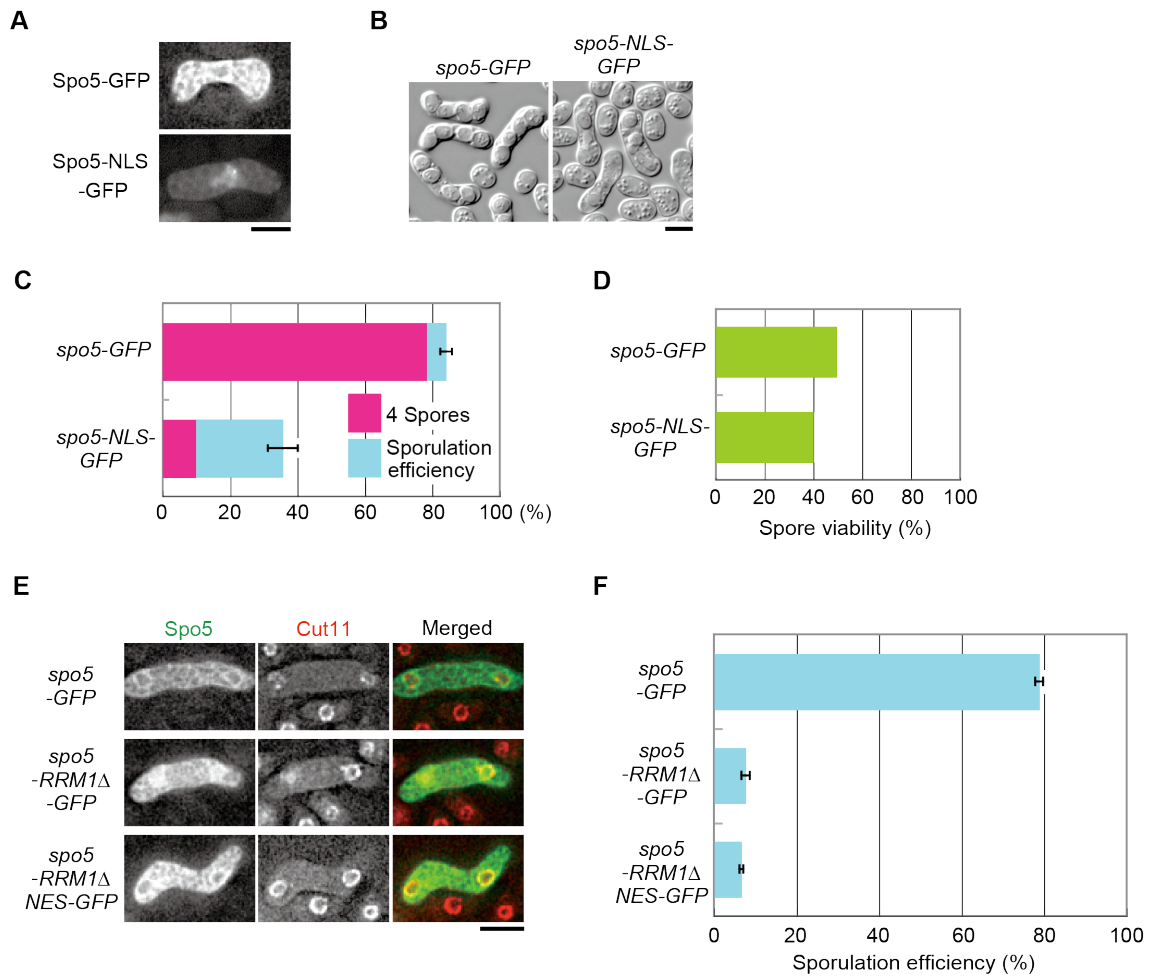 A
Spo5-GFP
Spo5-NLS
-GFP
B
spo5-GFP
spo5-NLS-
GFP
C
spo5-GFP
spo5-NLS-
GFP
4 Spores
Sporulation
efficiency
0 20 40 60 80 100 (%)
D
spo5-GFP
spo5-NLS-
GFP
0 20 40 60 80 100
Spore viability (%)
E
Spo5 Cut11 Merged
spo5
-GFP
spo5
-RRM1Δ
-GFP
spo5
-RRM1Δ
NES-GFP
F
spo5
-GFP
spo5
-RRM1Δ
-GFP
spo5
-RRM1Δ
NES-GFP
0 20 40 60 80 100
Sporulation efficiency (%)